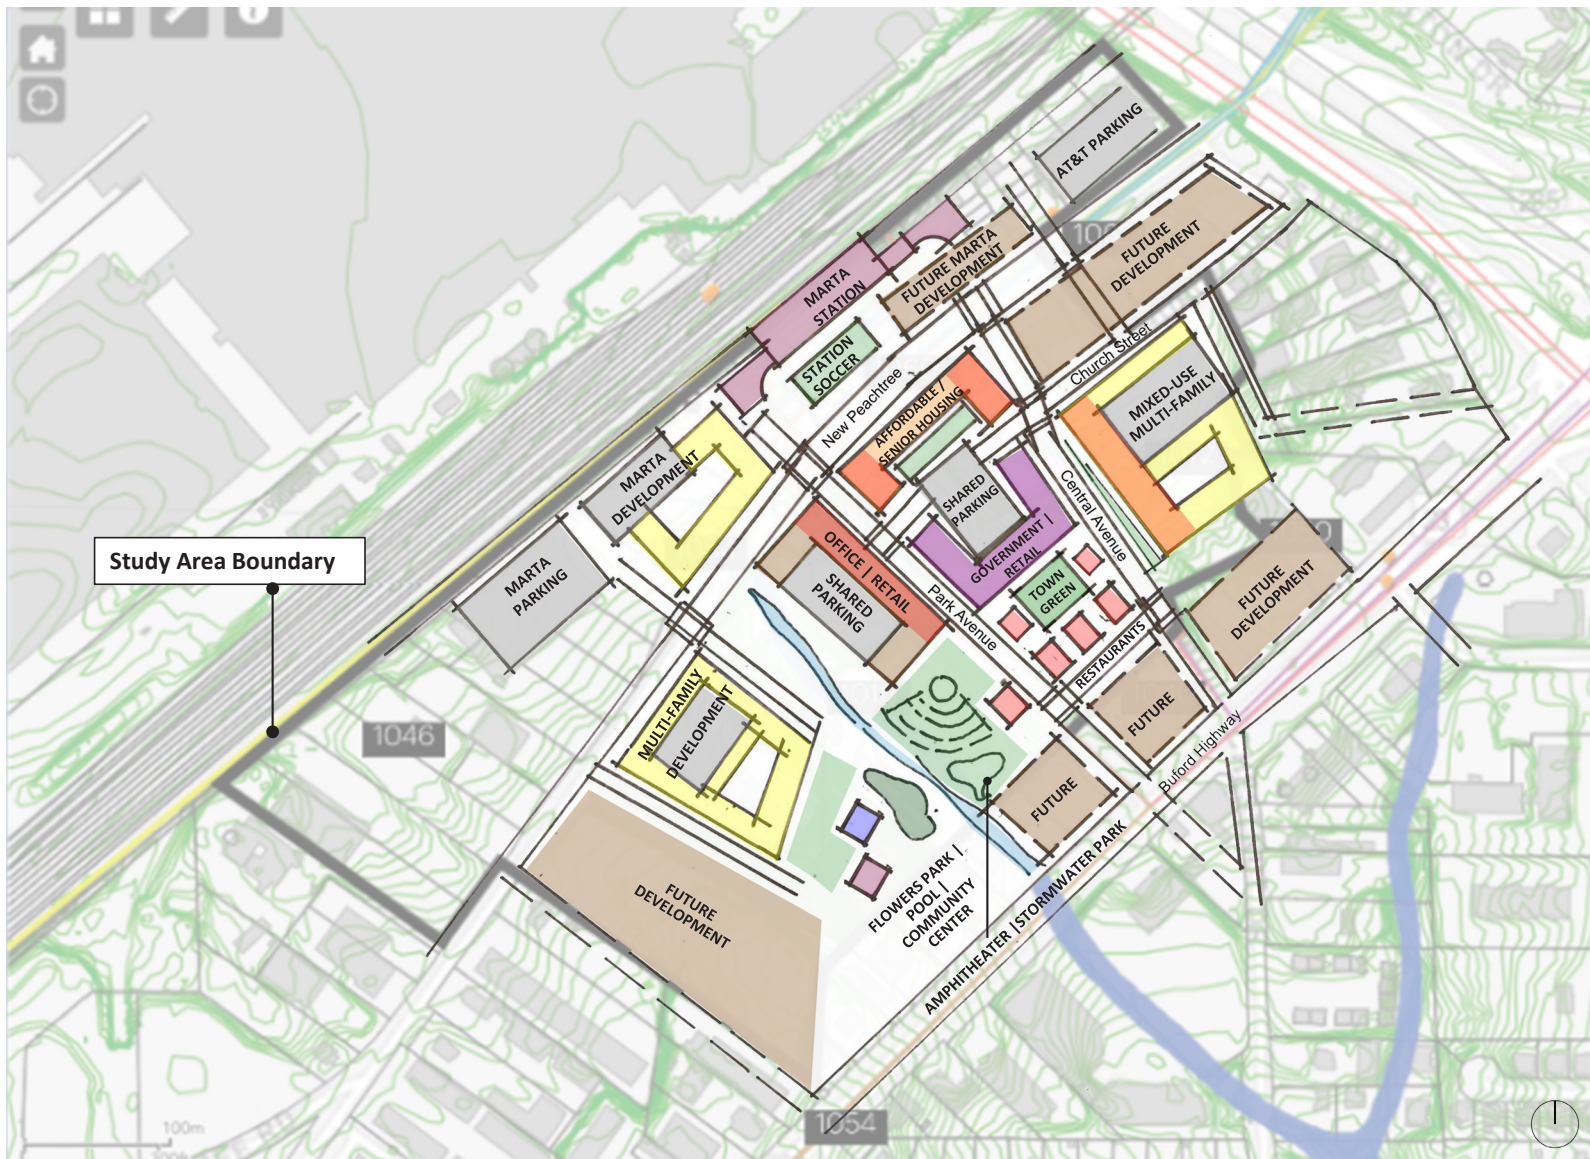 AT&T PARKING
FUTURE
DEVELOPMENT
FUTURE MARTA
DEVELOPMENT
MARTA
STATION
STATION
SOCCER
New Peachtree
Church Street
AFFORDABLE /
SENIOR HOUSING
MIXED-USE
MULTI-FAMILY
MARTA
DEVELOPMENT
SHARED
PARKING
Central Avenue
GOVERNMENT |
RETAIL
OFFICE | RETAIL
SHARED
PARKING
Study Area Boundary
MARTA
PARKING
TOWN
GREEN
Park Avenue
FUTURE
DEVELOPMENT
RESTAURANTS
FUTURE
MULTI-FAMILY
DEVELOPMENT
1046
Buford Highway
FUTURE
FLOWERS PARK |
POOL |
COMMUNITY
CENTER
AMPHITHEATER |STORMWATER PARK
FUTURE
DEVELOPMENT
100m
1054